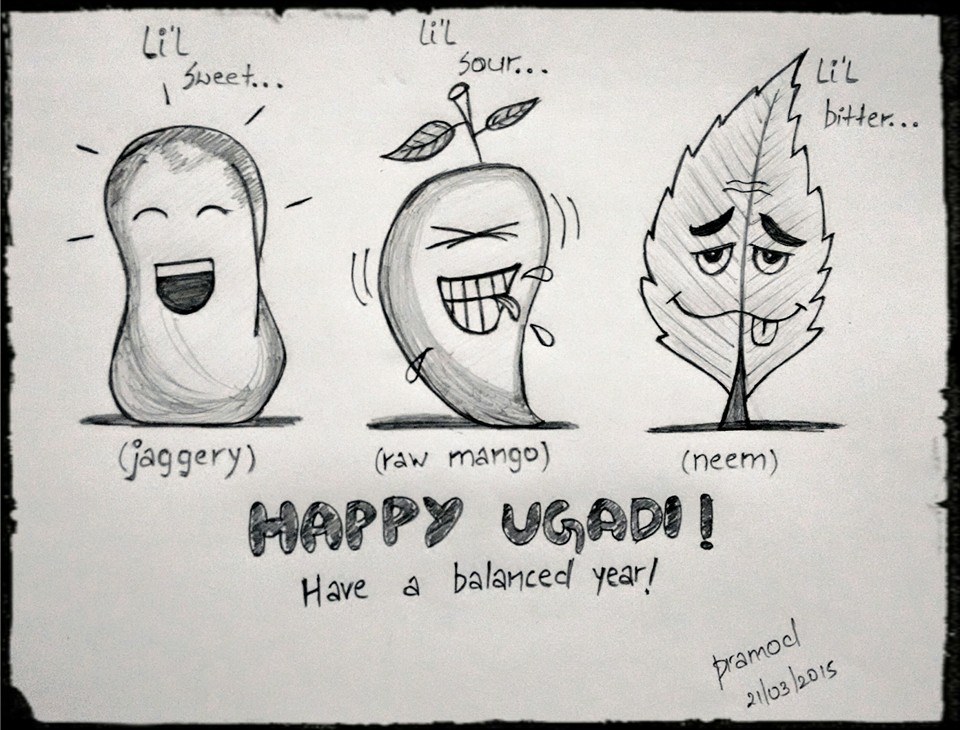 Li'l
sweet...
Li'l
sour...
Li'l
bitter...
(jaggery)
(raw mango)
(neem)
HAPPY UGADI!
Have a balanced year!
pramod
21/03/2015